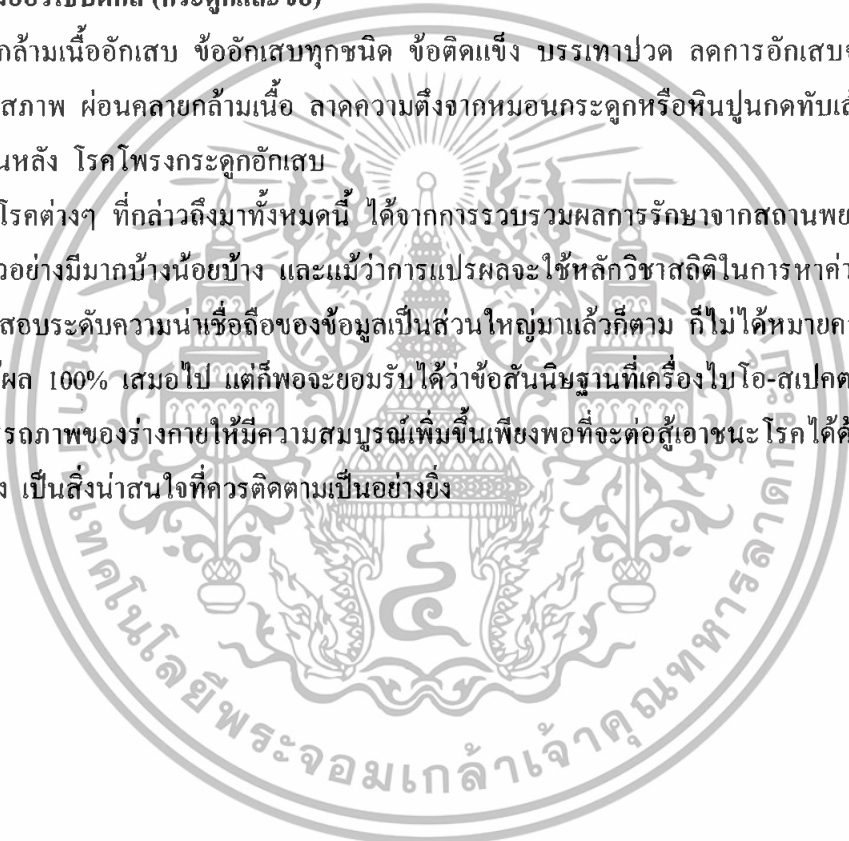 กล้ามเนื้ออักเสบ ข้ออักเสบทุกชนิด ข้อติดแข็ง บรรเทาปวด ลดการอักเสบ
สภาพ ผ่อนคลายกล้ามเนื้อ ลาดความตึงจากหมอนกระดูกหรือหินปูนกดทับเส้
นหลัง โรคโพรงกระดูกอักเสบ
โรคต่างๆ ที่กล่าวถึงมาทั้งหมดนี้ ได้จากการรวบรวมผลการรักษาจากสถานพย
วอย่างมีมากบ้างน้อยบ้าง และแม้ว่าการแปรผลจะใช้หลักวิชาสถิติในการหาค่า
สอบระดับความน่าเชื่อถือของข้อมูลเป็นส่วนใหญ่มาแล้วก็ตาม ก็ไม่ได้หมายคว
ผล 100% เสมอไป แต่ก็พอจะยอมรับได้ว่าข้อสันนิษฐานที่เครื่องไบโอ-สเปคต
รถภาพของร่างกายให้มีความสมบูรณ์เพิ่มขึ้นเพียงพอที่จะต่อสู้เอาชนะโรคได้ด้
ง เป็นสิ่งน่าสนใจที่ควรติดตามเป็นอย่างยิ่ง
เทคโนโลยีพระจอมเกล้าเจ้าคุณทหารลาดกระบัง